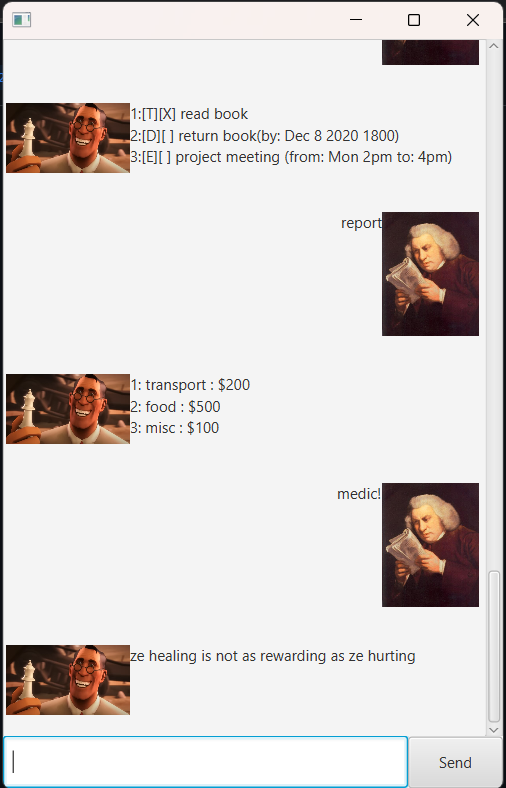 1:[T][X] read book
2:[D][ ] return book(by: Dec 8 2020 1800)
3:[E][ ] project meeting (from: Mon 2pm to: 4pm)
report
1: transport : $200
2: food : $500
3: misc : $100
medic!
ze healing is not as rewarding as ze hurting
Send